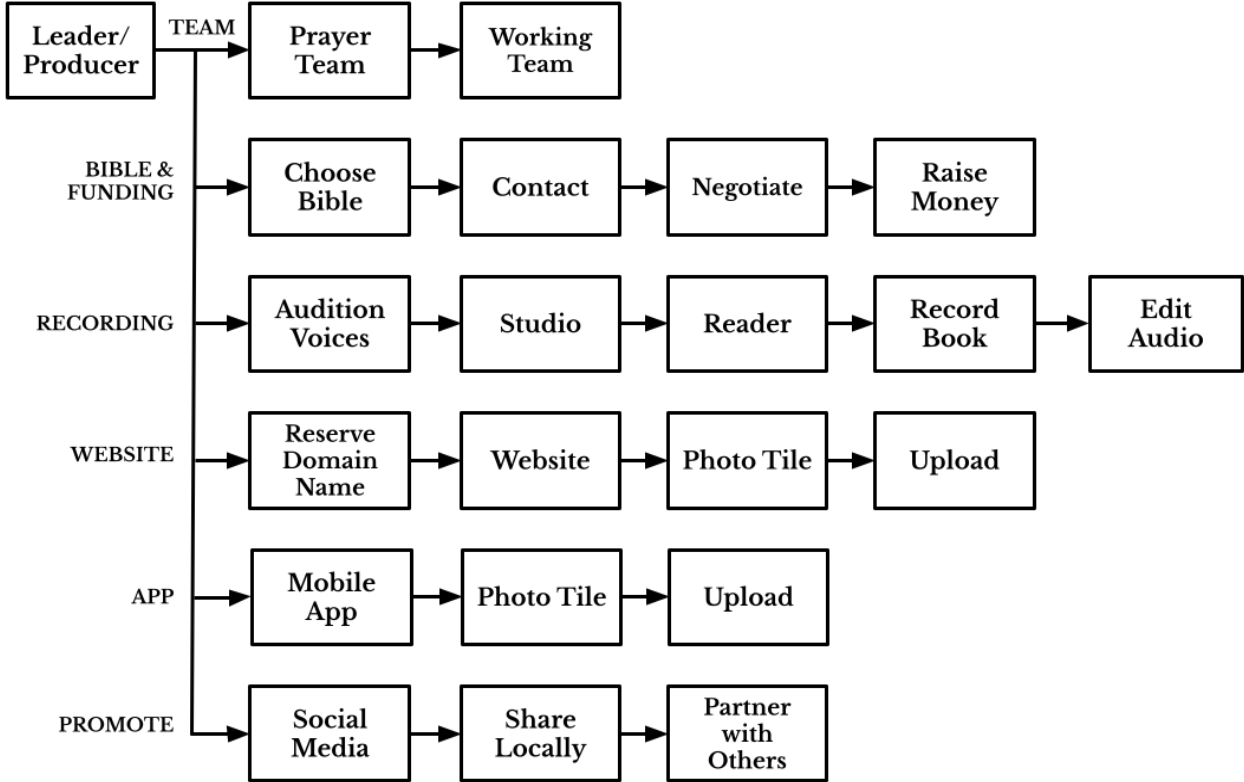 Leader/
Producer
TEAM
Prayer
Team
Working
Team
BIBLE &
FUNDING
Choose
Bible
Contact
Negotiate
Raise
Money
RECORDING
Audition
Voices
Studio
Reader
Record
Book
Edit
Audio
WEBSITE
Reserve
Domain
Name
Website
Photo Tile
Upload
APP
Mobile
App
Photo Tile
Upload
PROMOTE
Social
Media
Share
Locally
Partner
with
Others